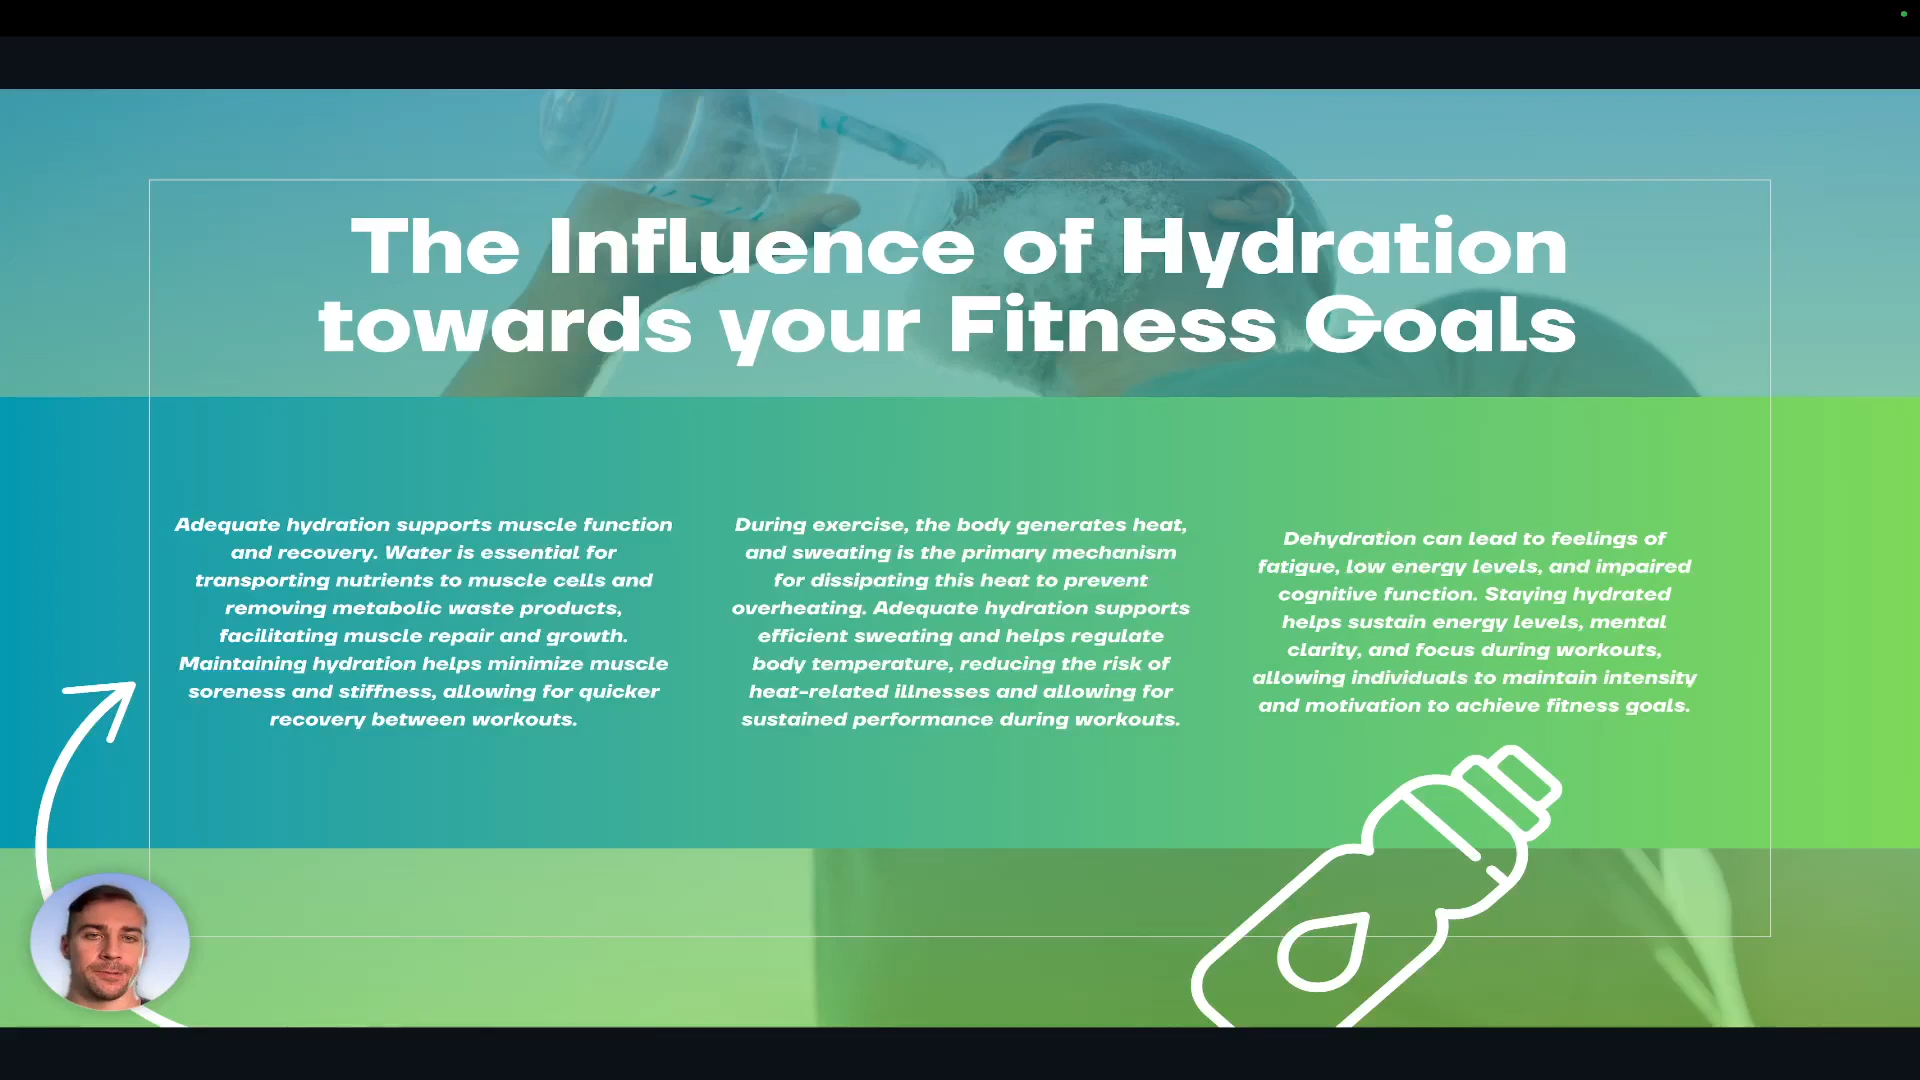 The Influence of Hydration
towards your Fitness Goals
Adequate hydration supports muscle function
and recovery. Water is essential for
transporting nutrients to muscle cells and
removing metabolic waste products,
facilitating muscle repair and growth.
Maintaining hydration helps minimize muscle
soreness and stiffness, allowing for quicker
recovery between workouts.
During exercise, the body generates heat,
and sweating is the primary mechanism
for dissipating this heat to prevent
overheating. Adequate hydration supports
efficient sweating and helps regulate
body temperature, reducing the risk of
heat-related illnesses and allowing for
sustained performance during workouts.
Dehydration can lead to feelings of
fatigue, low energy levels, and impaired
cognitive function. Staying hydrated
helps sustain energy levels, mental
clarity, and focus during workouts,
allowing individuals to maintain intensity
and motivation to achieve fitness goals.